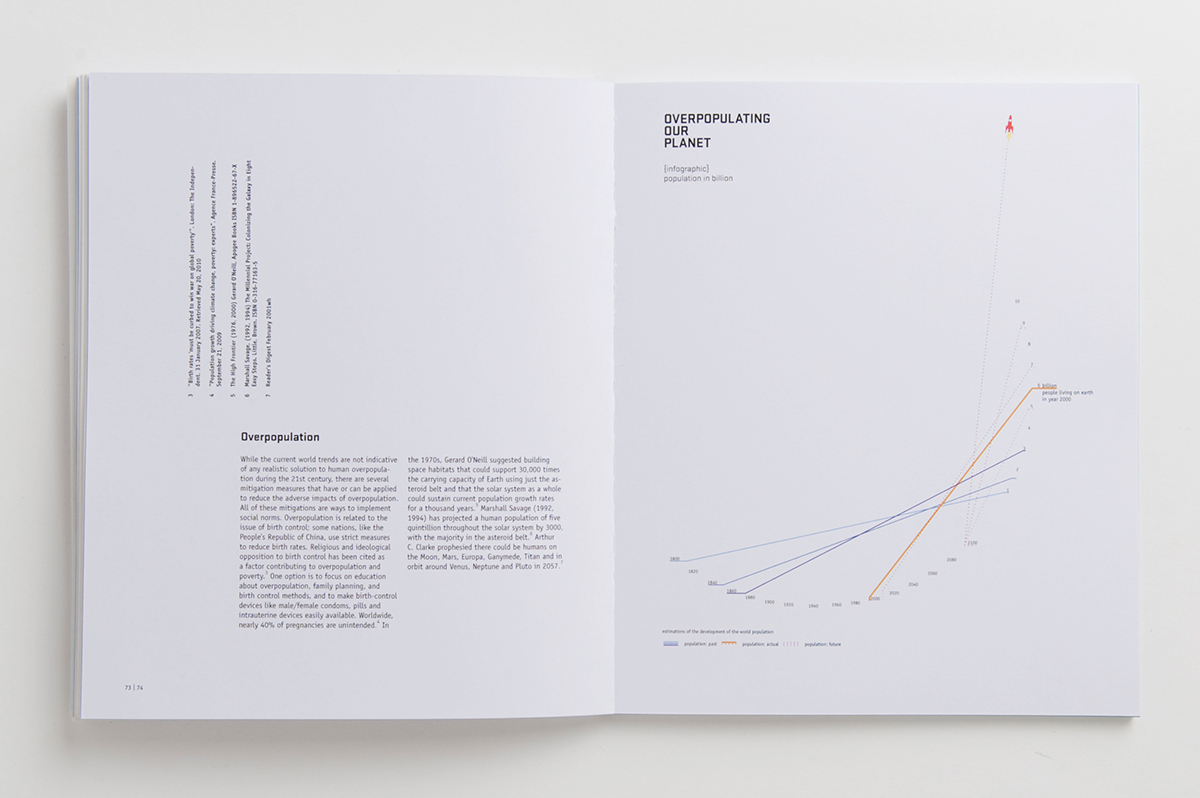 3 "Birth rates 'must be curbed to win war on global poverty'". London: The Indepen-
dent. 31 January 2007. Retrieved May 20, 2010
4 "Population growth driving climate change, poverty: experts". Agence France-Presse.
September 21, 2009
5 The High Frontier (1976, 2000) Gerard O'Neill, Apogee Books ISBN 1-896522-67-X
6 Marshall Savage, (1992, 1994) The Millennial Project: Colonizing the Galaxy in Eight
Easy Steps. Little, Brown. ISBN 0-316-77163-5
7 Reader's Digest February 2001wh
Overpopulation
While the current world trends are not indicative
of any realistic solution to human overpopula-
tion during the 21st century, there are several
mitigation measures that have or can be applied
to reduce the adverse impacts of overpopulation.
All of these mitigations are ways to implement
social norms. Overpopulation is related to the
issue of birth control; some nations, like the
People's Republic of China, use strict measures
to reduce birth rates. Religious and ideological
opposition to birth control has been cited as
a factor contributing to overpopulation and
poverty.3 One option is to focus on education
about overpopulation, family planning, and
birth control methods, and to make birth-control
devices like male/female condoms, pills and
intrauterine devices easily available. Worldwide,
nearly 40% of pregnancies are unintended.4 In
the 1970s, Gerard O'Neill suggested building
space habitats that could support 30,000 times
the carrying capacity of Earth using just the as-
teroid belt and that the solar system as a whole
could sustain current population growth rates
for a thousand years.5 Marshall Savage (1992,
1994) has projected a human population of five
quintillion throughout the solar system by 3000,
with the majority in the asteroid belt.6 Arthur
C. Clarke prophesied there could be humans on
the Moon, Mars, Europa, Ganymede, Titan and in
orbit around Venus, Neptune and Pluto in 2057.7
73 | 74
OVERPOPULATING
OUR
PLANET
[infographic]
population in billion
billion
people living on earth
in year 2000
1800
1820
1840
1860
1880
1900
1920
1940
1960
1980
2000
2020
2040
2060
2080
estimations of the development of the world population
population: past
population: actual
population: future